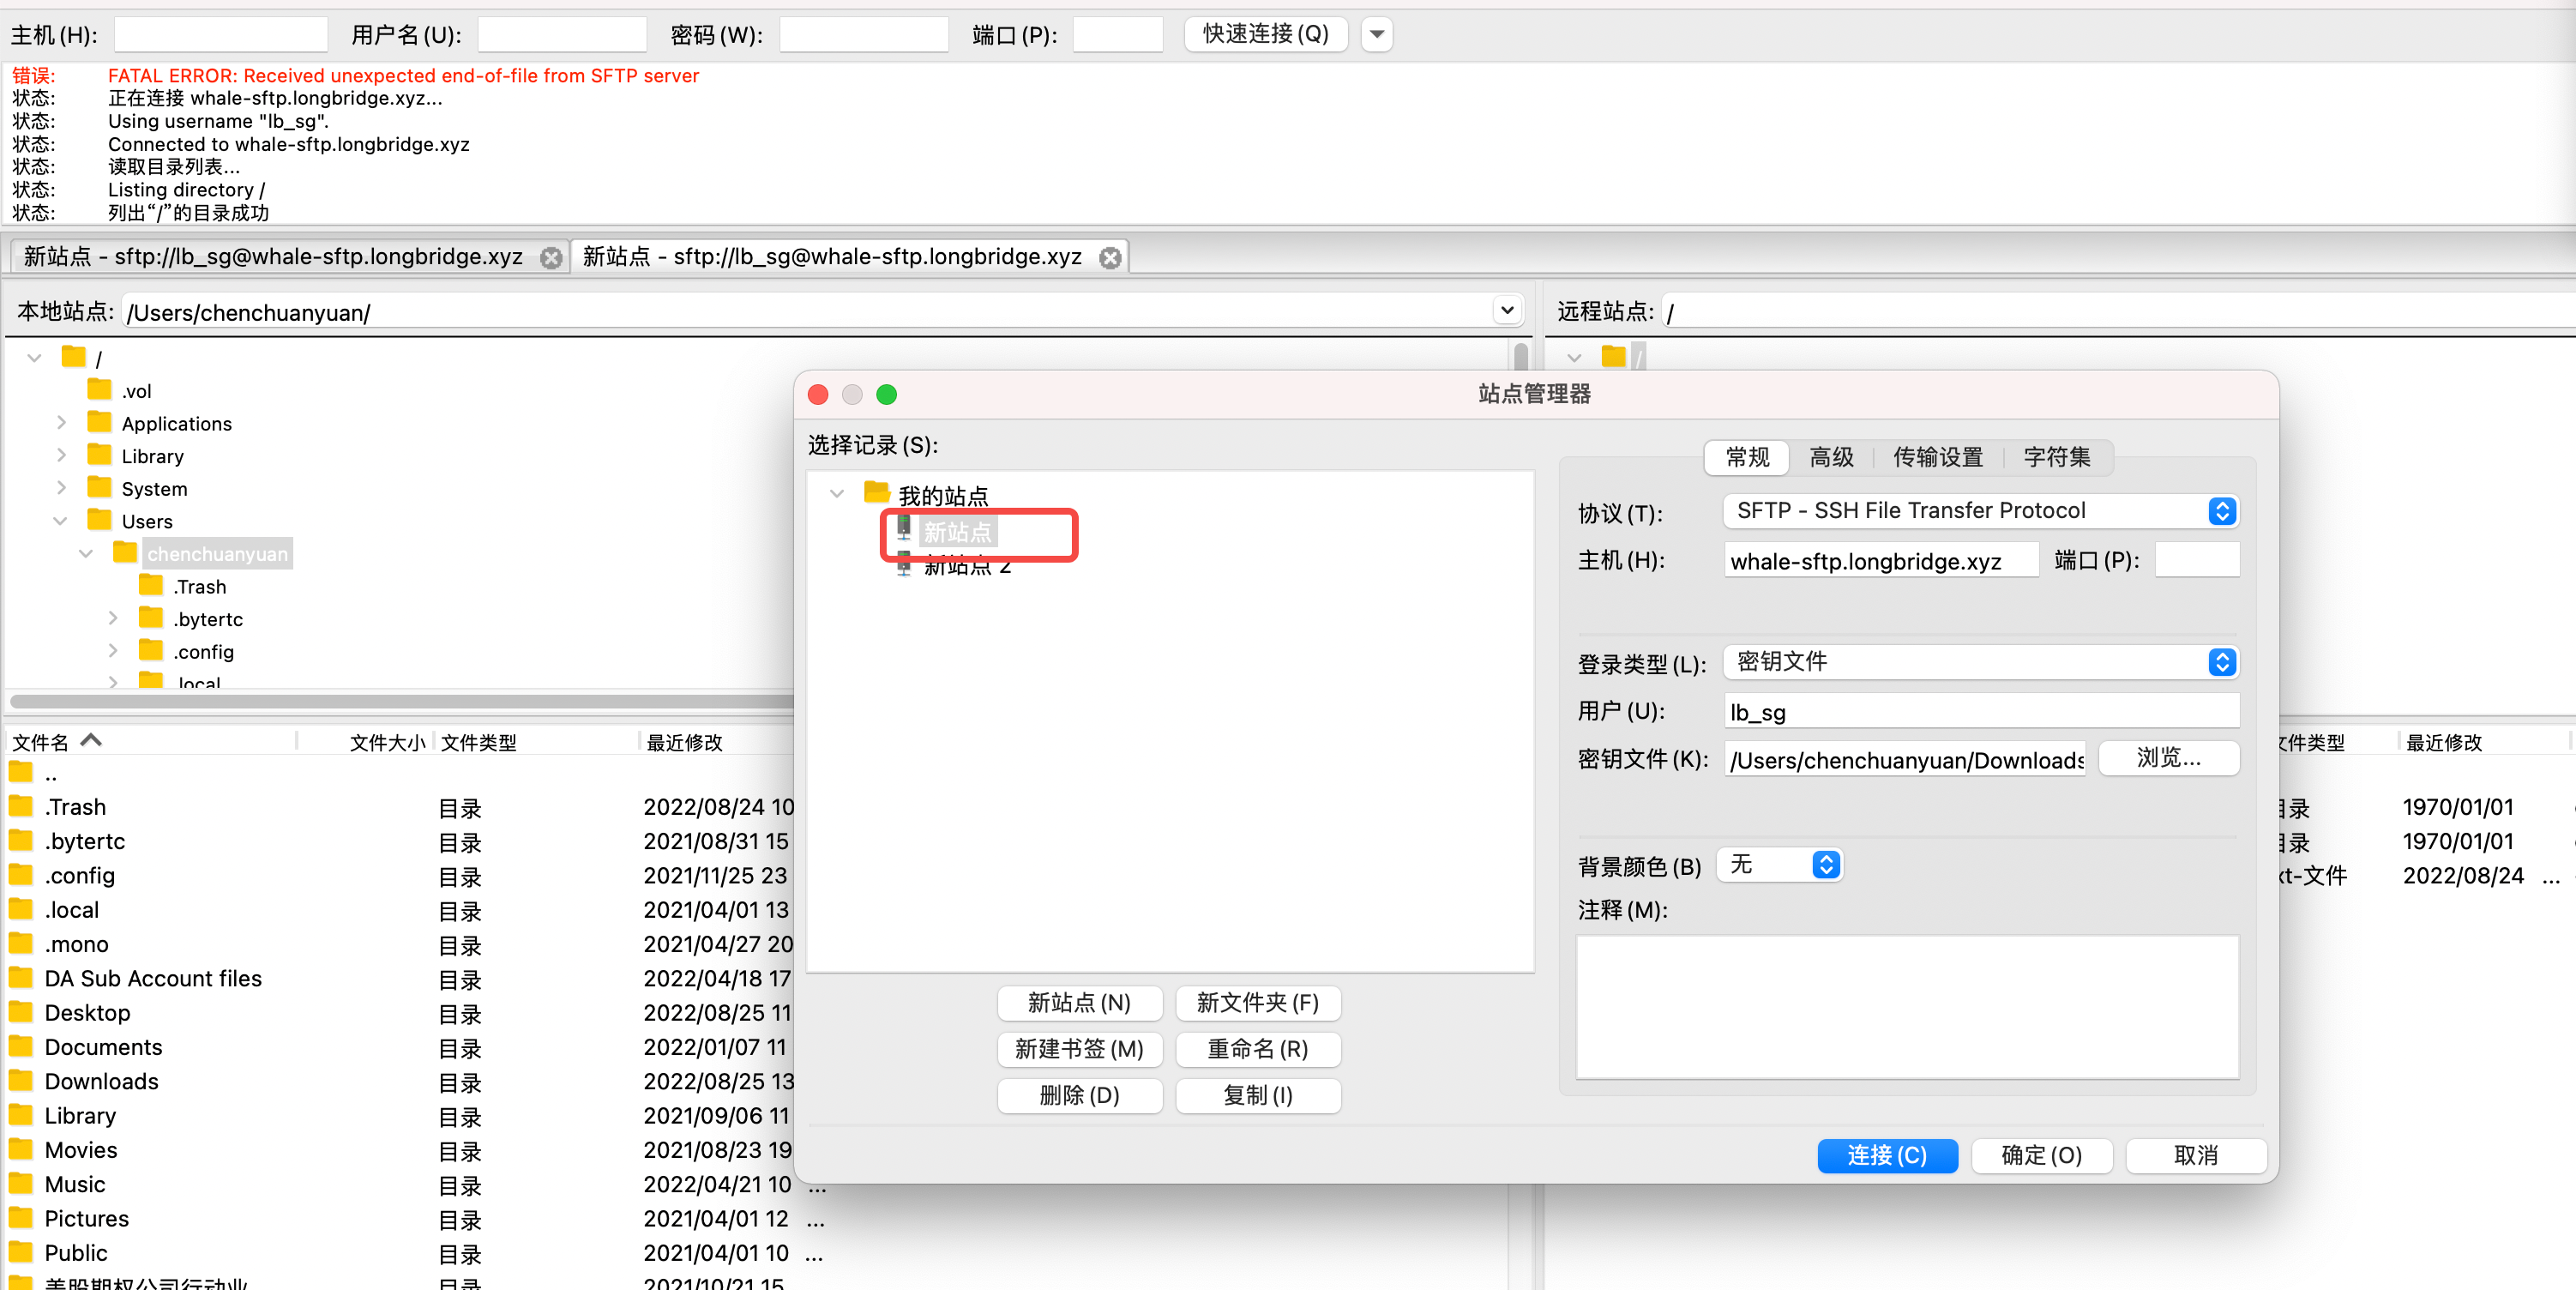 主机(H): 用户名(U): 密码(W): 端口(P): 快速连接(Q)
错误: FATAL ERROR: Received unexpected end-of-file from SFTP server
状态: 正在连接 whale-sftp.longbridge.xyz...
状态: Using username "lb_sg".
状态: Connected to whale-sftp.longbridge.xyz
状态: 读取目录列表...
状态: Listing directory /
状态: 列出“/”的目录成功
新站点 - sftp://lb_sg@whale-sftp.longbridge.xyz 新站点 - sftp://lb_sg@whale-sftp.longbridge.xyz
本地站点: /Users/chenchuanyuan/
/
.vol
Applications
Library
System
Users
chenchuanyuan
.Trash
.bytertc
.config
.local
文件名 文件大小 文件类型 最近修改
..
.Trash 目录 2022/08/24 10
.bytertc 目录 2021/08/31 15
.config 目录 2021/11/25 23
.local 目录 2021/04/01 13
.mono 目录 2021/04/27 20
DA Sub Account files 目录 2022/04/18 17
Desktop 目录 2022/08/25 11
Documents 目录 2022/01/07 11
Downloads 目录 2022/08/25 13
Library 目录 2021/09/06 11
Movies 目录 2021/08/23 19
Music 目录 2022/04/21 10 ...
Pictures 目录 2021/04/01 12 ...
Public 目录 2021/04/01 10 ...
美股期权公司行动业 目录 2021/10/21 15
远程站点: /
/
文件类型 最近修改
目录 1970/01/01
目录 1970/01/01
xt-文件 2022/08/24 ...
站点管理器
选择记录(S):
我的站点
新站点
新站点 2
新站点(N) 新文件夹(F)
新建书签(M) 重命名(R)
删除(D) 复制(I)
常规 高级 传输设置 字符集
协议(T): SFTP - SSH File Transfer Protocol
主机(H): whale-sftp.longbridge.xyz 端口(P):
登录类型(L): 密钥文件
用户(U): lb_sg
密钥文件(K): /Users/chenchuanyuan/Downloads 浏览...
背景颜色(B) 无
注释(M):
连接(C) 确定(O) 取消